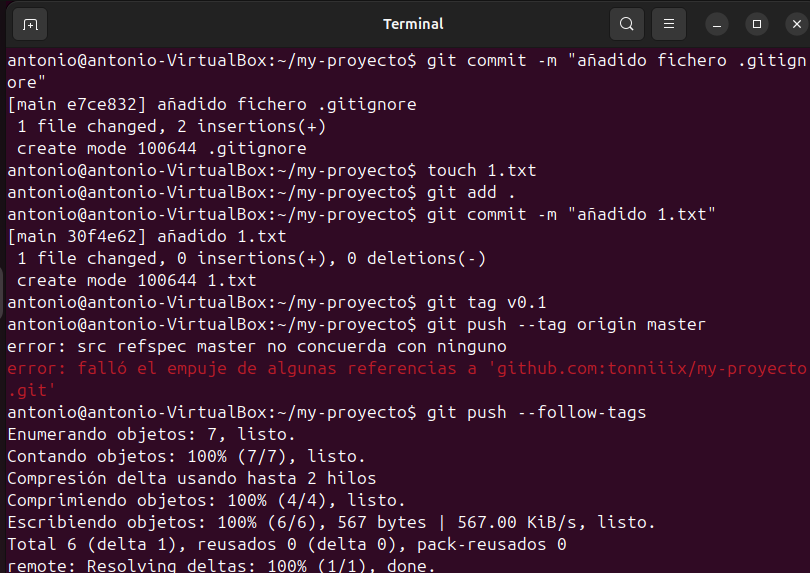 Terminal
antonio@antonio-VirtualBox:~/my-proyecto$ git commit -m "añadido fichero .gitign
ore"
[main e7ce832] añadido fichero .gitignore
 1 file changed, 2 insertions(+)
 create mode 100644 .gitignore
antonio@antonio-VirtualBox:~/my-proyecto$ touch 1.txt
antonio@antonio-VirtualBox:~/my-proyecto$ git add .
antonio@antonio-VirtualBox:~/my-proyecto$ git commit -m "añadido 1.txt"
[main 30f4e62] añadido 1.txt
 1 file changed, 0 insertions(+), 0 deletions(-)
 create mode 100644 1.txt
antonio@antonio-VirtualBox:~/my-proyecto$ git tag v0.1
antonio@antonio-VirtualBox:~/my-proyecto$ git push --tag origin master
error: src refspec master no concuerda con ninguno
error: falló el empuje de algunas referencias a 'github.com:tonniiix/my-proyecto
.git'
antonio@antonio-VirtualBox:~/my-proyecto$ git push --follow-tags
Enumerando objetos: 7, listo.
Contando objetos: 100% (7/7), listo.
Compresión delta usando hasta 2 hilos
Comprimiendo objetos: 100% (4/4), listo.
Escribiendo objetos: 100% (6/6), 567 bytes | 567.00 KiB/s, listo.
Total 6 (delta 1), reusados 0 (delta 0), pack-reusados 0
remote: Resolving deltas: 100% (1/1), done.